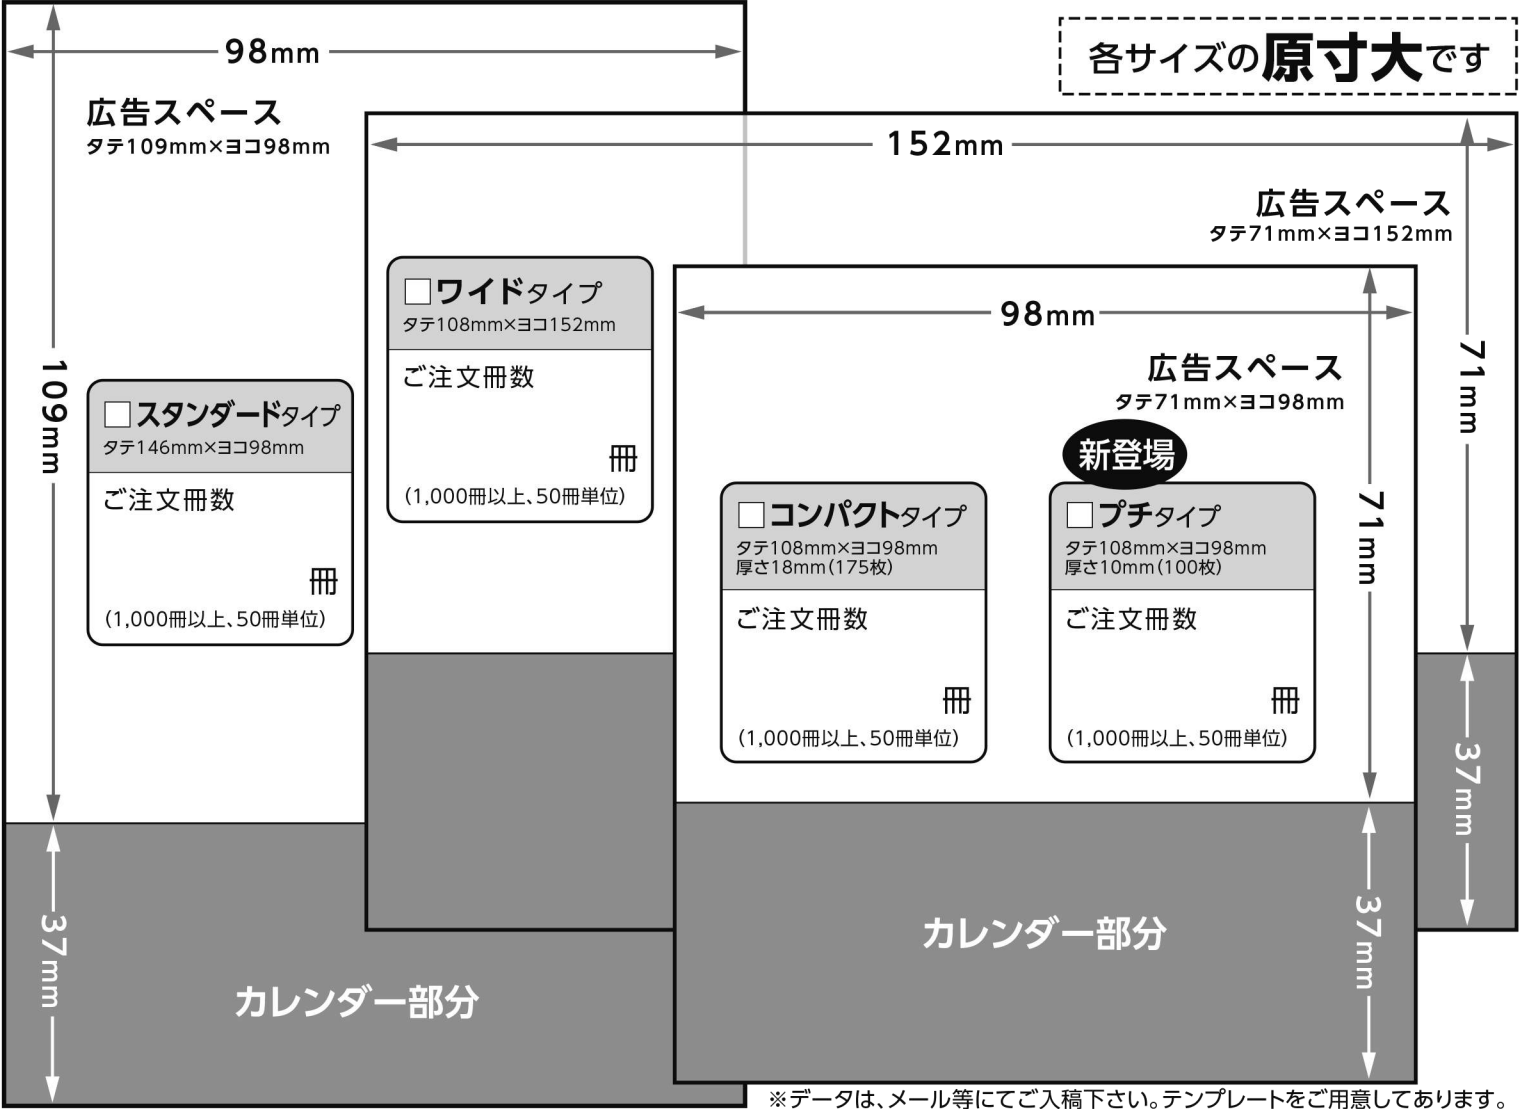 各サイズの原寸大です
98mm
広告スペース
タテ109mm×ヨコ98mm
109mm
□スタンダードタイプ
タテ146mm×ヨコ98mm
ご注文冊数
冊
(1,000冊以上、50冊単位)
37mm
カレンダー部分
152mm
広告スペース
タテ71mm×ヨコ152mm
71mm
□ワイドタイプ
タテ108mm×ヨコ152mm
ご注文冊数
冊
(1,000冊以上、50冊単位)
37mm
98mm
広告スペース
タテ71mm×ヨコ98mm
71mm
□コンパクトタイプ
タテ108mm×ヨコ98mm
厚さ18mm(175枚)
ご注文冊数
冊
(1,000冊以上、50冊単位)
新登場
□プチタイプ
タテ108mm×ヨコ98mm
厚さ10mm(100枚)
ご注文冊数
冊
(1,000冊以上、50冊単位)
カレンダー部分
37mm
※データは、メール等にてご入稿下さい。テンプレートをご用意してあります。